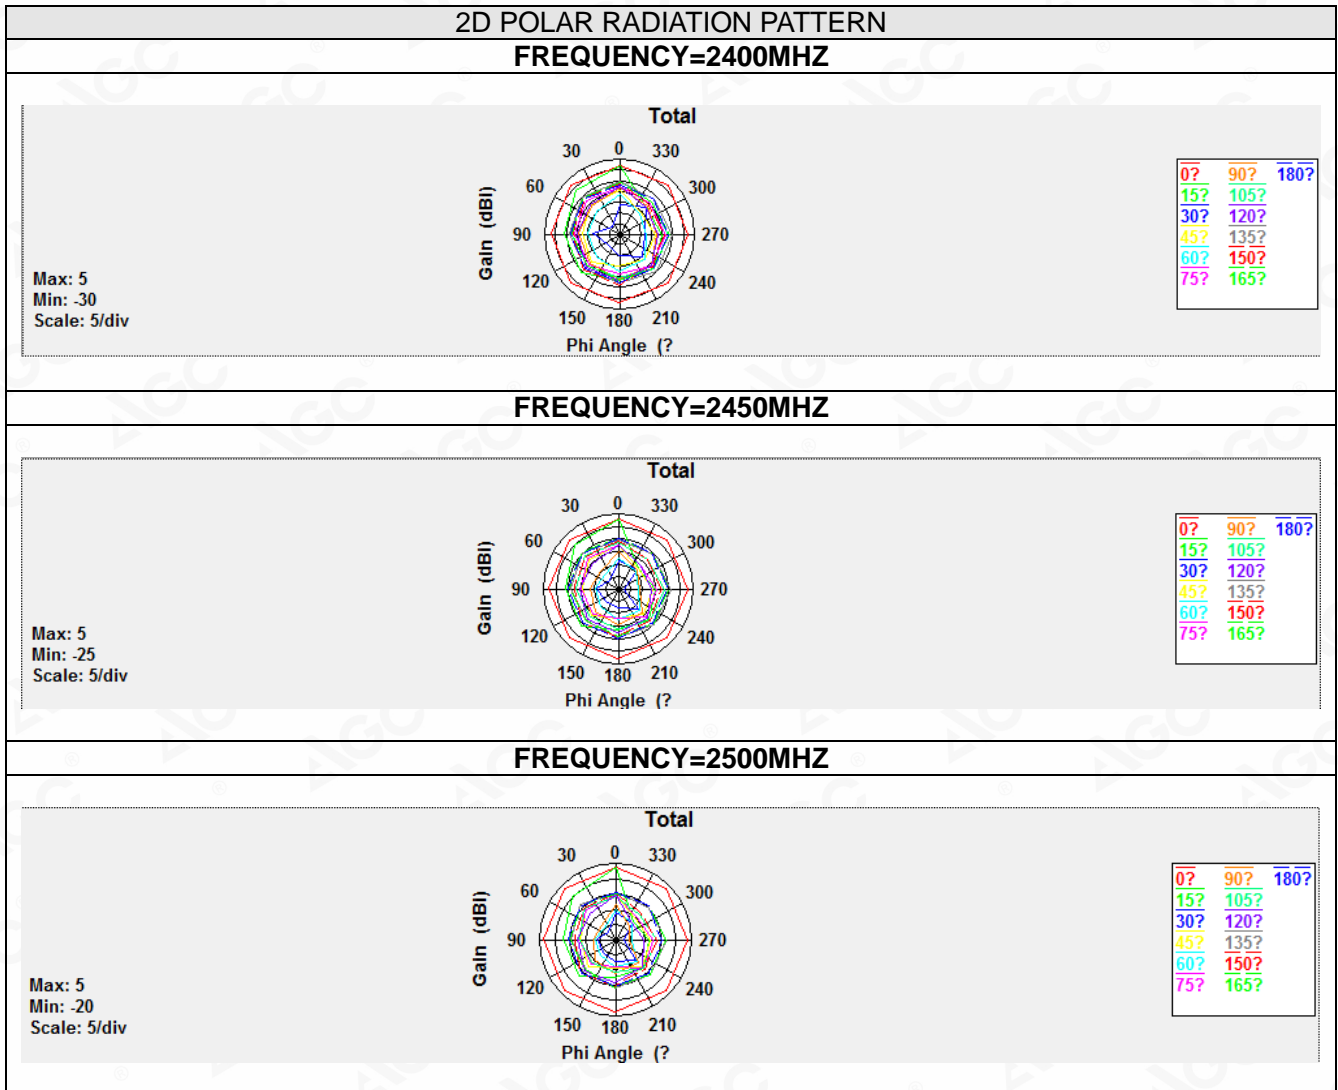 2D POLAR RADIATION PATTERN
FREQUENCY=2400MHZ
Total
30 0 330
60 300
90 270
120 240
150 180 210
Gain (dBi)
Phi Angle (?
Max: 5
Min: -30
Scale: 5/div
0? 90? 180?
15? 105?
30? 120?
45? 135?
60? 150?
75? 165?
FREQUENCY=2450MHZ
Total
30 0 330
60 300
90 270
120 240
150 180 210
Gain (dBi)
Phi Angle (?
Max: 5
Min: -25
Scale: 5/div
0? 90? 180?
15? 105?
30? 120?
45? 135?
60? 150?
75? 165?
FREQUENCY=2500MHZ
Total
30 0 330
60 300
90 270
120 240
150 180 210
Gain (dBi)
Phi Angle (?
Max: 5
Min: -20
Scale: 5/div
0? 90? 180?
15? 105?
30? 120?
45? 135?
60? 150?
75? 165?
AGC